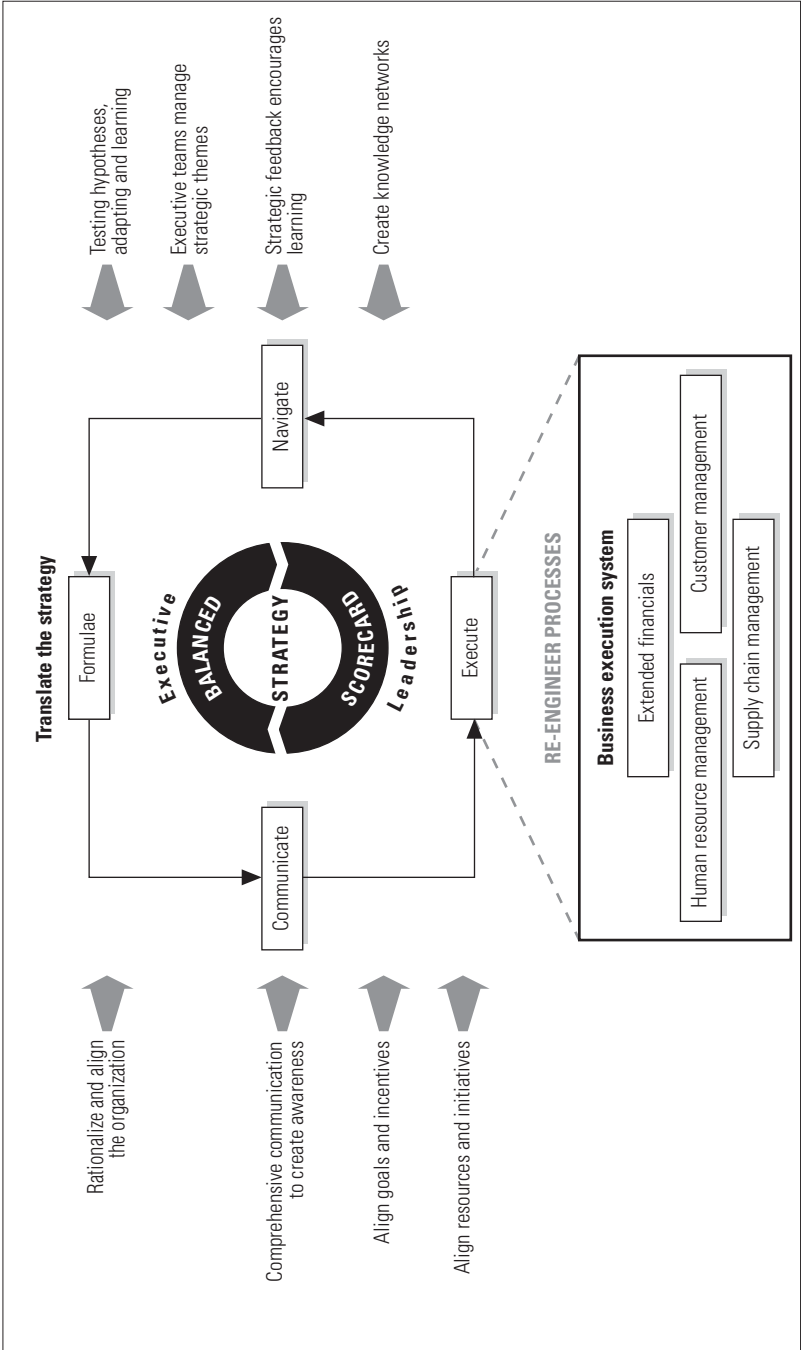 Translate the strategy
Formulae
Rationalize and align
the organization
Comprehensive communication
to create awareness
Align goals and incentives
Align resources and initiatives
Communicate
Executive
BALANCED
STRATEGY
SCORECARD
Leadership
Navigate
Testing hypotheses,
adapting and learning
Executive teams manage
strategic themes
Strategic feedback encourages
learning
Create knowledge networks
Execute
RE-ENGINEER PROCESSES
Business execution system
Extended financials
Human resource management
Customer management
Supply chain management